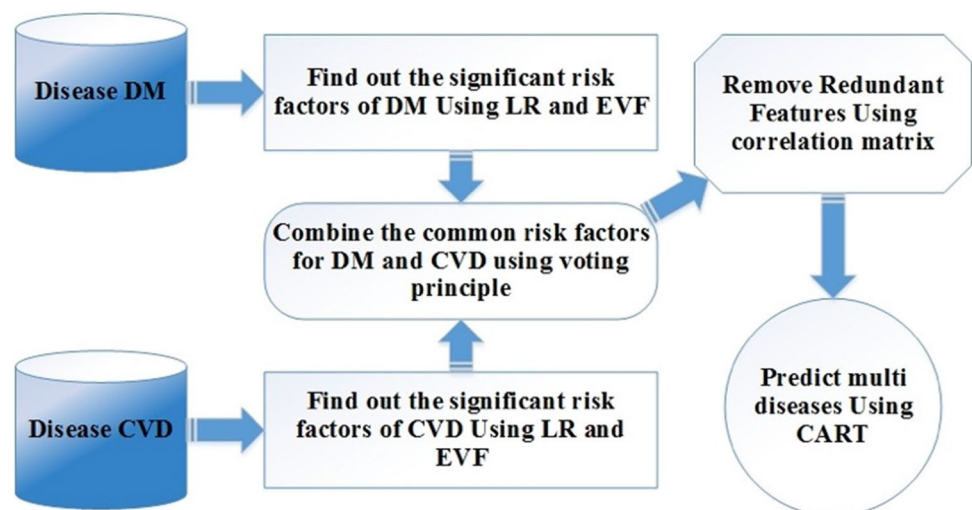 Disease DM
Find out the significant risk
factors of DM Using LR and EVF
Remove Redundant
Features Using
correlation matrix
Combine the common risk factors
for DM and CVD using voting
principle
Disease CVD
Find out the significant risk
factors of CVD Using LR and
EVF
Predict multi
diseases Using
CART